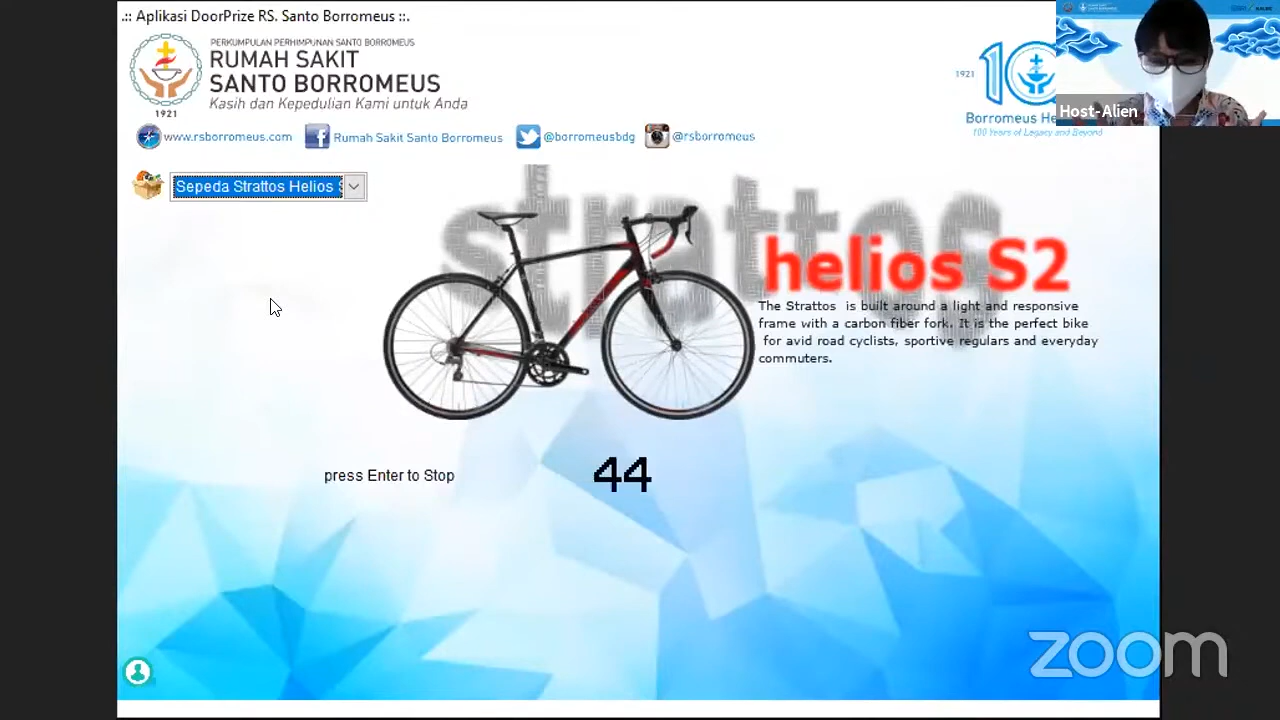 .:: Aplikasi DoorPrize RS. Santo Borromeus ::.
PERKUMPULAN PERHIMPUNAN SANTO BORROMEUS
RUMAH SAKIT
SANTO BORROMEUS
Kasih dan Kepedulian Kami untuk Anda
1921
1921
10
Borromeus He
100 Years of Legacy and Beyond
Host-Alien
www.rsborromeus.com
Rumah Sakit Santo Borromeus
@borromeusbdg
@rsborromeus
Sepeda Strattos Helios S
strattos
helios S2
The Strattos is built around a light and responsive
frame with a carbon fiber fork. It is the perfect bike
for avid road cyclists, sportive regulars and everyday
commuters.
press Enter to Stop
44
zoom